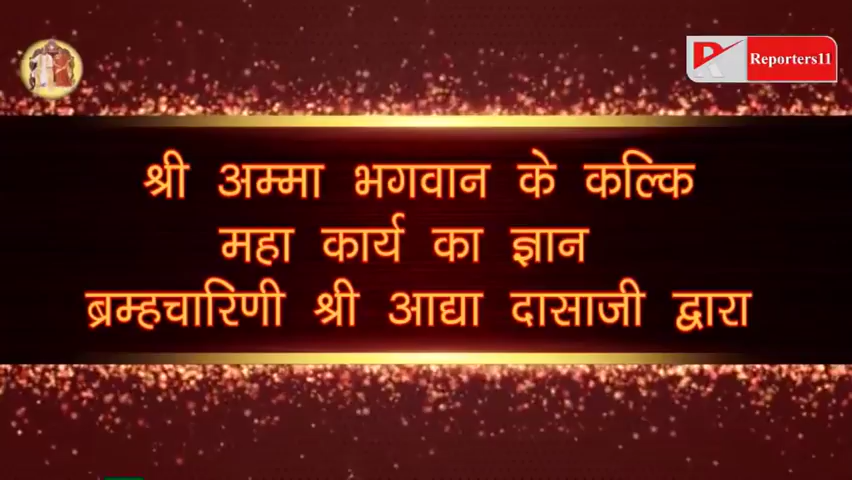 Reporters11
श्री अम्मा भगवान के कल्कि
महा कार्य का ज्ञान
ब्रम्हचारिणी श्री आद्या दासाजी द्वारा